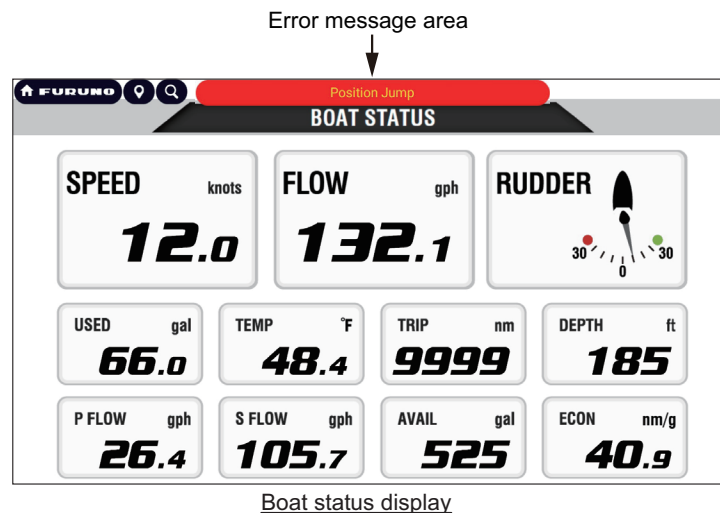 Error message area
FURUNO
Position Jump
BOAT STATUS
SPEED knots
12.0
FLOW gph
132.1
RUDDER
30 0 30
USED gal
66.0
TEMP °F
48.4
TRIP nm
9999
DEPTH ft
185
P FLOW gph
26.4
S FLOW gph
105.7
AVAIL gal
525
ECON nm/g
40.9
Boat status display